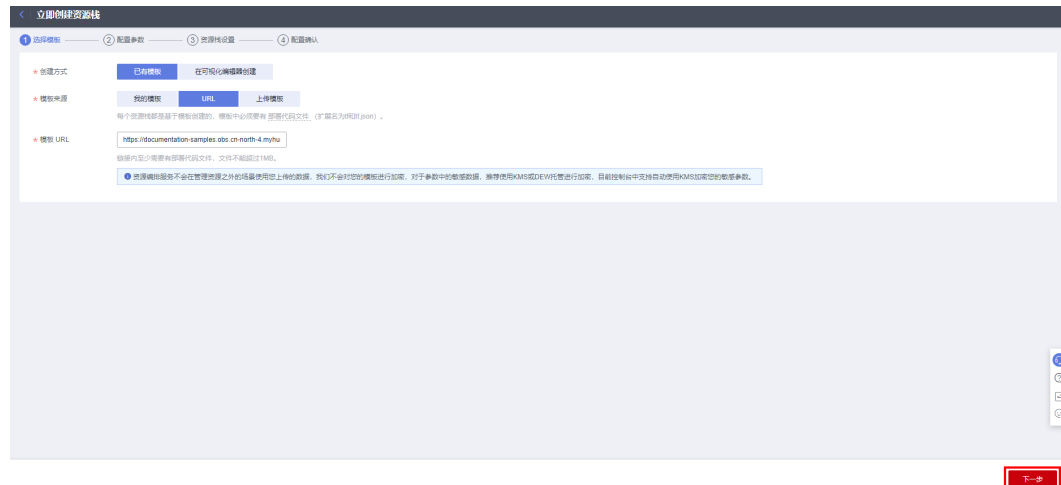 立即创建资源栈
1 选择模板 2 配置参数 3 资源栈设置 4 配置确认
* 创建方式 已有模板 在可视化编辑器创建
* 模板来源 我的模板 URL 上传模板
每个资源栈都是基于模板创建的，模板中必须要有 部署代码文件 （扩展名为tf和tf.json）。
* 模板 URL https://documentation-samples.obs.cn-north-4.myhu
链接内至少需要有部署代码文件，文件不能超过1MB。
资源编排服务不会在管理资源之外的场景使用您上传的数据，我们不会对您的模板进行加密，对于参数中的敏感数据，推荐使用KMS或DEW托管进行加密，目前控制台中支持自动使用KMS加密您的敏感参数。
下一步